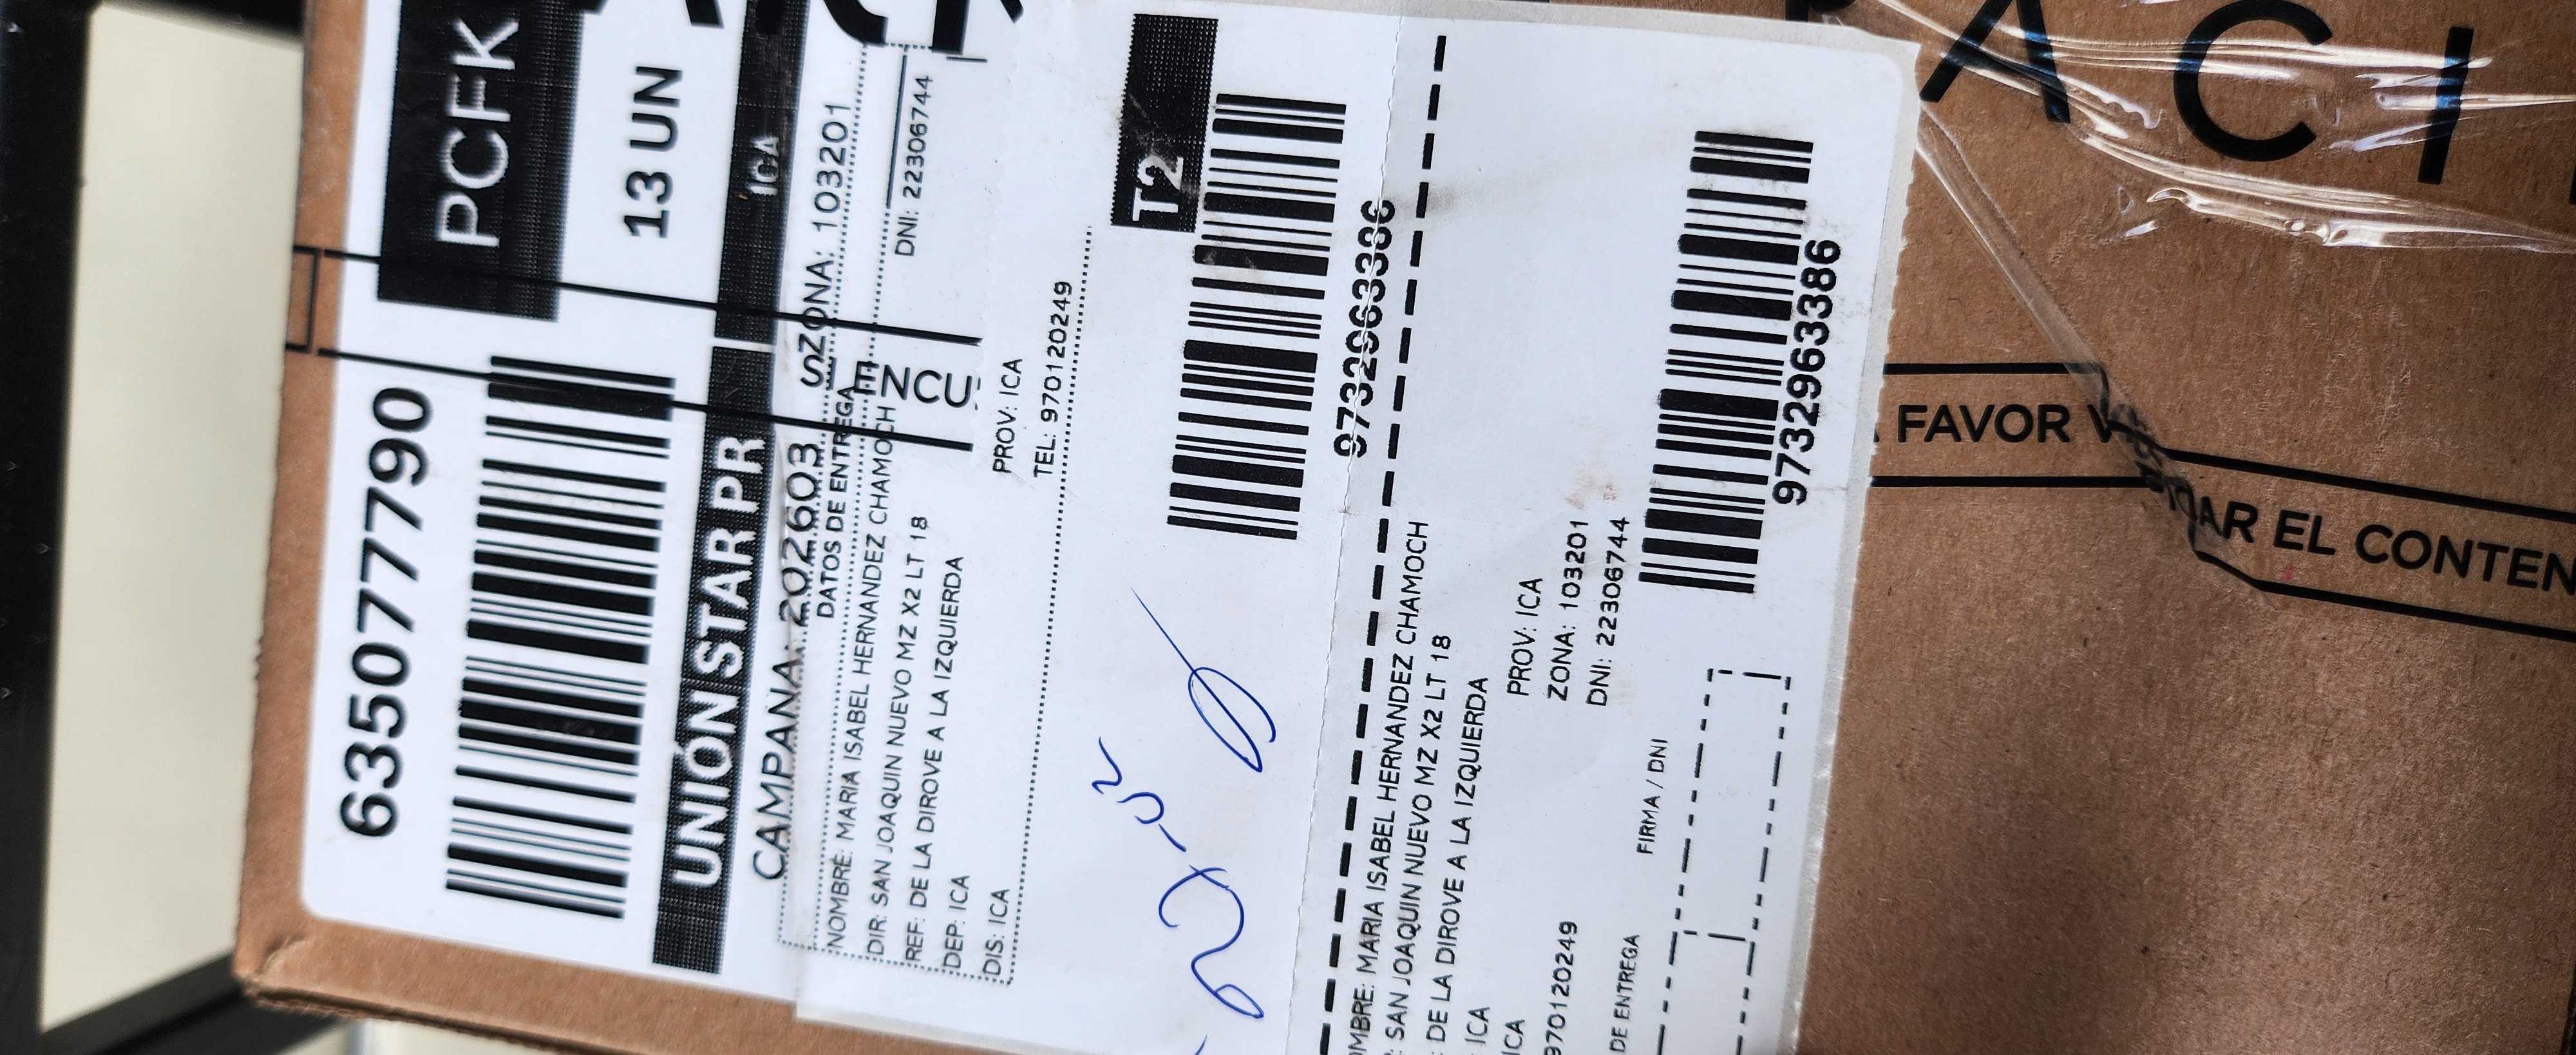 PCFK
6350777790
13 UN
UNIÓN STAR PR
ICA
CAMPANA: 202603 SZONA: 103201
DATOS DE ENTREGA
NOMBRE: MARIA ISABEL HERNANDEZ CHAMOCH
DIR: SAN JOAQUIN NUEVO MZ X2 LT 18
DNI: 22306744
REF: DE LA DIROVE A LA IZQUIERDA
DEP: ICA
PROV: ICA
DIS: ICA
TEL: 970120249
ENCU
T2
9732963386
MBRE: MARIA ISABEL HERNANDEZ CHAMOCH
: SAN JOAQUIN NUEVO MZ X2 LT 18
: DE LA DIROVE A LA IZQUIERDA
ICA
PROV: ICA
ICA
ZONA: 103201
970120249
DNI: 22306744
DE ENTREGA
FIRMA / DNI
9732963386
ACI
FAVOR
AR EL CONTEN